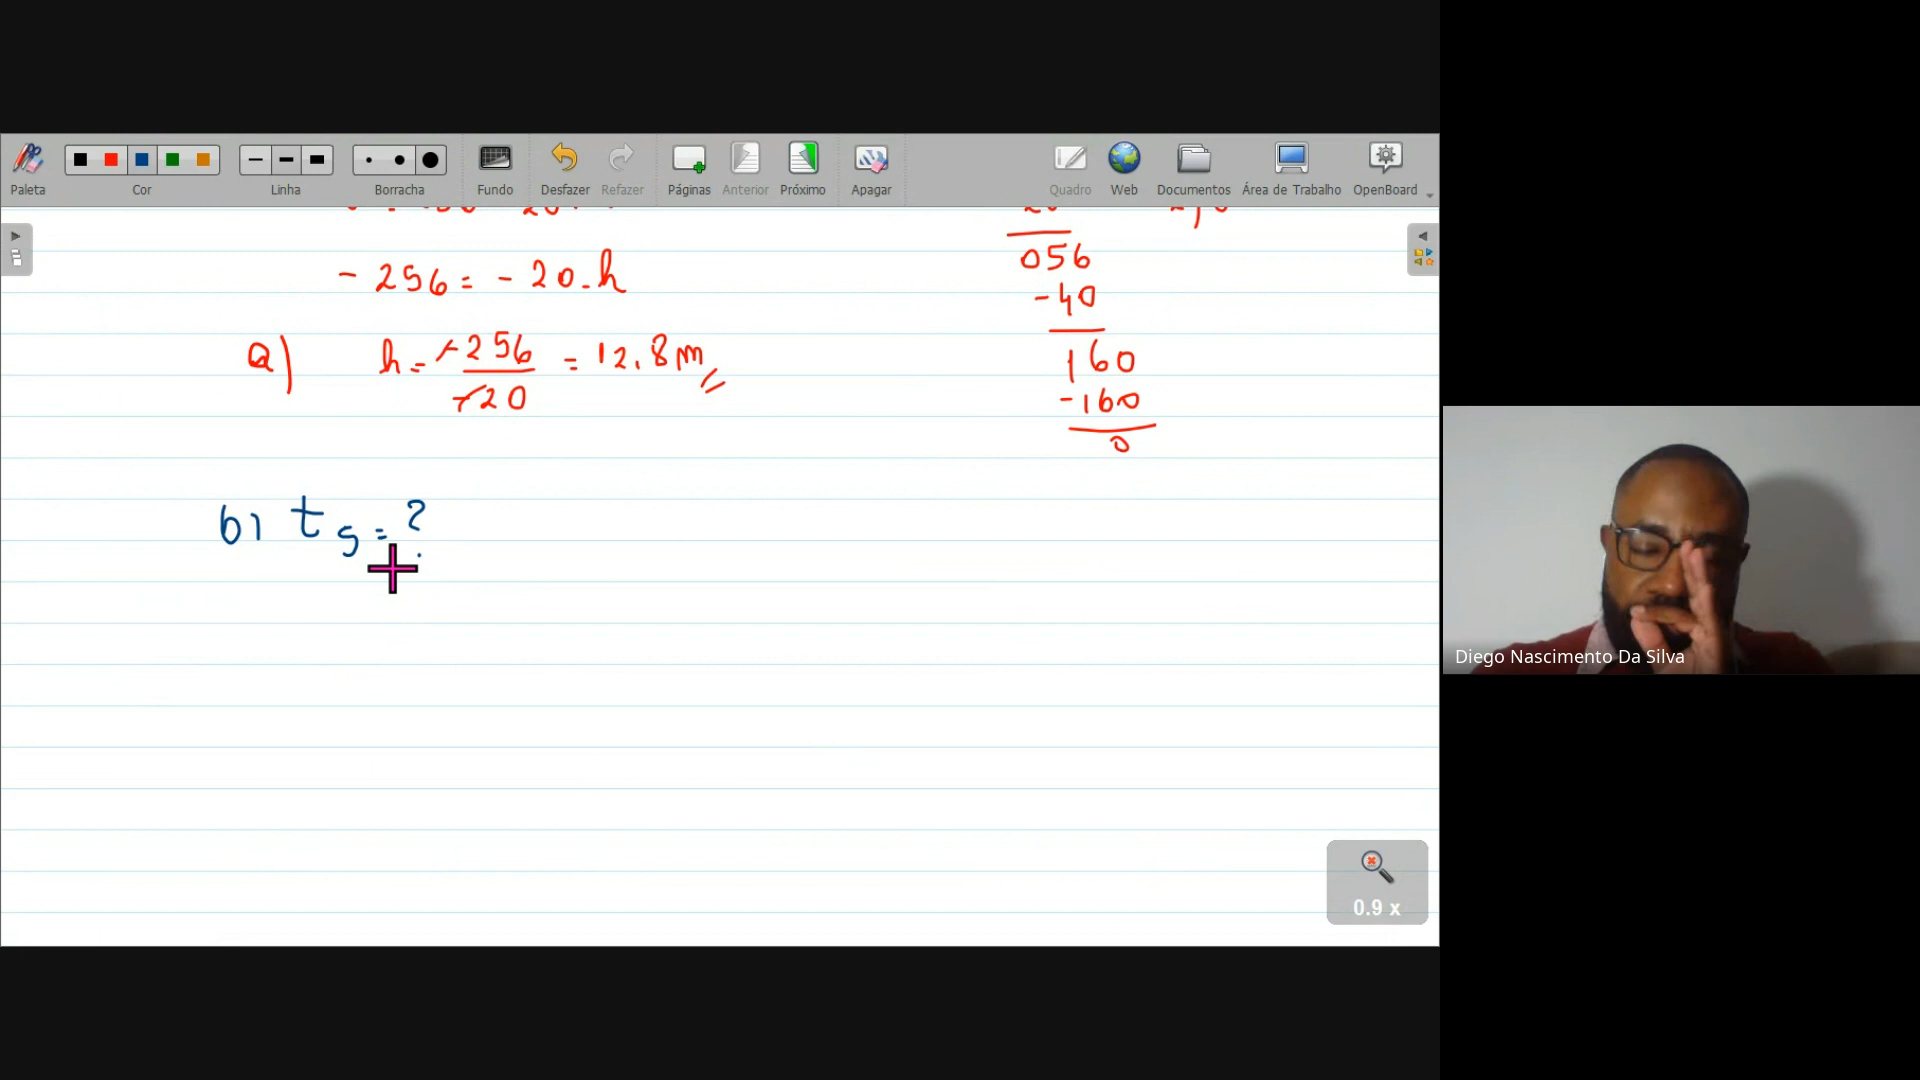 Paleta
Cor
Linha
Borracha
Fundo
Desfazer
Refazer
Páginas
Anterior
Próximo
Apagar
Quadro
Web
Documentos
Área de Trabalho
OpenBoard
- 256 = - 20 . h
a) h = -256 / -20 = 12,8 m
056
-40
160
-160
0
b) t s = ?
Diego Nascimento Da Silva
0.9 x